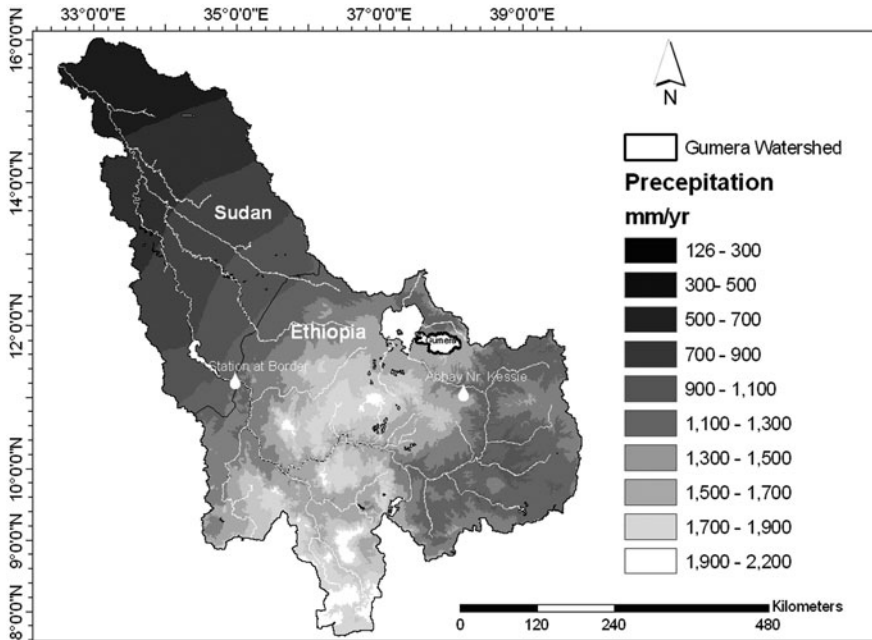 33°0'0"E 35°0'0"E 37°0'0"E 39°0'0"E
16°0'0"N
14°0'0"N
12°0'0"N
10°0'0"N
9°0'0"N
8°0'0"N
N
Gumera Watershed
Precepitation
mm/yr
126 - 300
300- 500
500 - 700
700 - 900
900 - 1,100
1,100 - 1,300
1,300 - 1,500
1,500 - 1,700
1,700 - 1,900
1,900 - 2,200
Sudan
Ethiopia
Gumera
Station at Border
Abbay Nr. Kessie
Kilometers
0 120 240 480